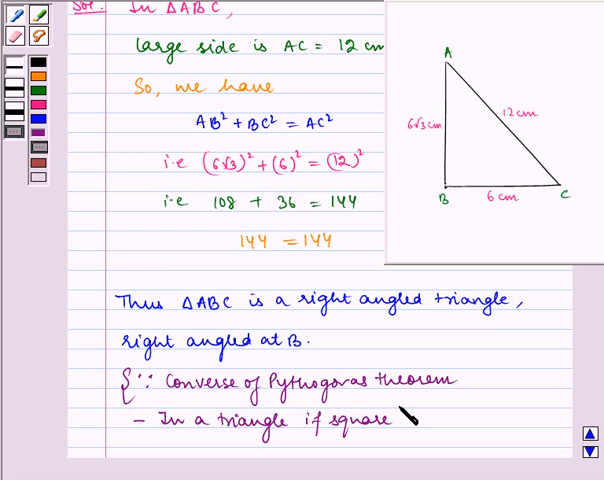 Sol. In ΔABC,
large side is AC = 12 cm
So, we have
AB² + BC² = AC²
i.e (6√3)² + (6)² = (12)²
i.e 108 + 36 = 144
144 = 144
Thus ΔABC is a right angled triangle,
right angled at B.
{∵ Converse of Pythogoras theorem
- In a triangle if square
A
6√3 cm
12 cm
B
6 cm
C